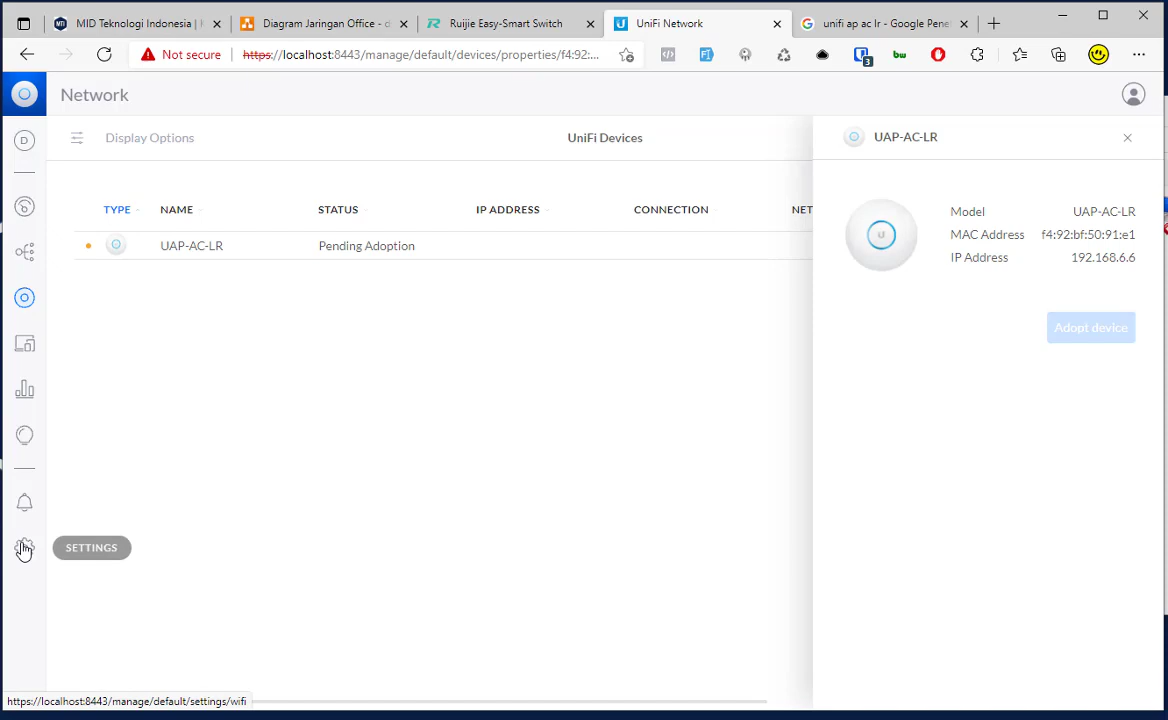 MID Teknologi Indonesia |
Diagram Jaringan Office - d
Ruijie Easy-Smart Switch
UniFi Network
unifi ap ac lr - Google Pene
Not secure
https://localhost:8443/manage/default/devices/properties/f4:92:...
3
bw
Network
D
Display Options
UniFi Devices
UAP-AC-LR
TYPE NAME STATUS IP ADDRESS CONNECTION NET
UAP-AC-LR Pending Adoption
Model UAP-AC-LR
MAC Address f4:92:bf:50:91:e1
IP Address 192.168.6.6
Adopt device
SETTINGS
https://localhost:8443/manage/default/settings/wifi